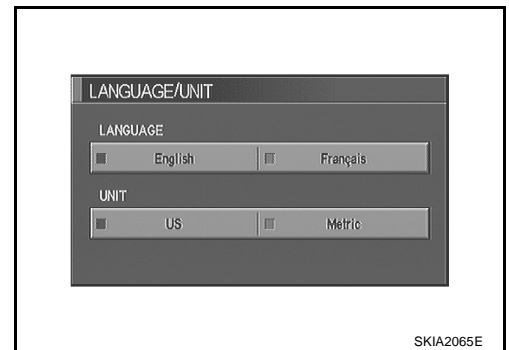 LANGUAGE/UNIT
LANGUAGE
English Français
UNIT
US Metric
SKIA2065E